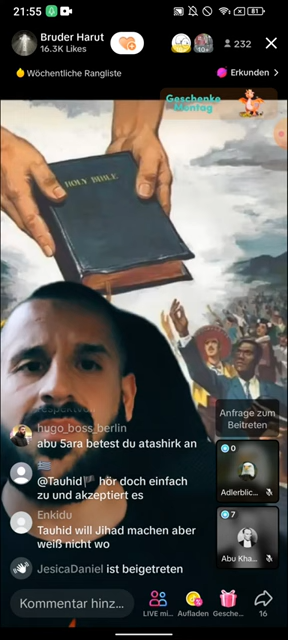 21:55
81
Bruder Harut
16.3K Likes
10+
232
Wöchentliche Rangliste
Erkunden >
Geschenke
Montag
HOLY BIBLE
hugo_boss_berlin
abu 5ara betest du atashirk an
@Tauhid🏴 hör doch einfach
zu und akzeptiert es
Anfrage zum
Beitreten
0
Adlerblic...
Enkidu
Tauhid will Jihad machen aber
weiß nicht wo
7
Abu Kha...
JesicaDaniel ist beigetreten
Kommentar hinz...
LIVE mi...
Aufladen
Gesche...
16